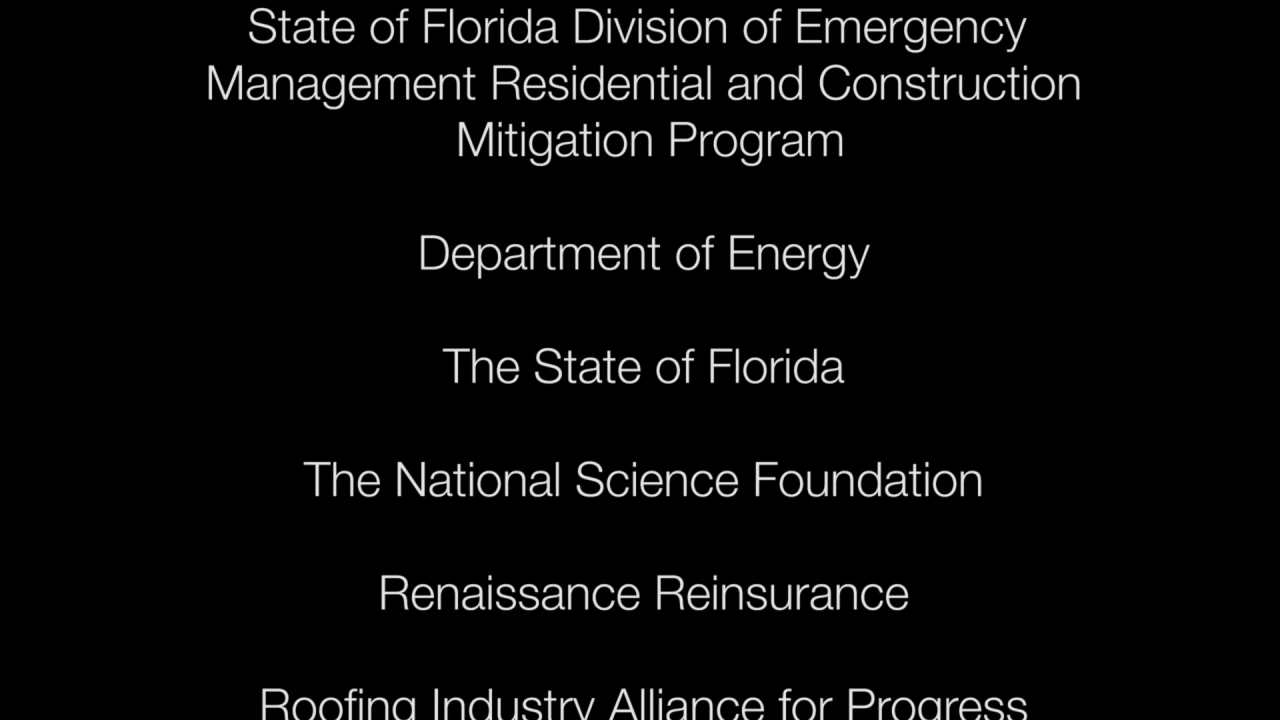 State of Florida Division of Emergency
Management Residential and Construction
Mitigation Program
Department of Energy
The State of Florida
The National Science Foundation
Renaissance Reinsurance
Roofing Industry Alliance for Progress